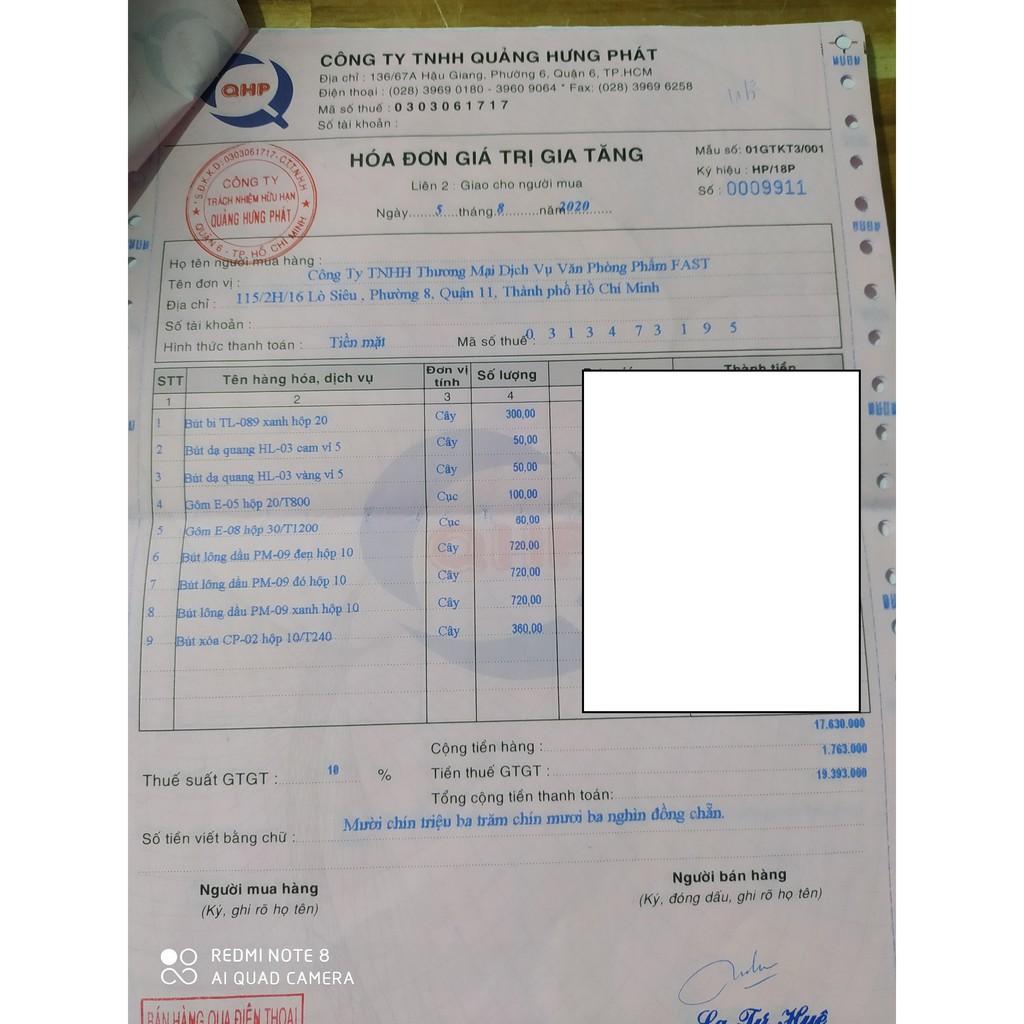 CÔNG TY TNHH QUẢNG HƯNG PHÁT
QHP
Địa chỉ : 136/67A Hậu Giang, Phường 6, Quận 6, TP.HCM
Điện thoại : (028) 3969 0180 - 3960 9064 * Fax: (028) 3969 6258
Mã số thuế : 0303061717
Số tài khoản :
HÓA ĐƠN GIÁ TRỊ GIA TĂNG
Mẫu số: 01GTKT3/001
Liên 2 : Giao cho người mua
Ký hiệu : HP/18P
Số : 0009911
Ngày.......5....tháng.8.........năm2020............
S.Đ.K.K.D:0303061717-C.T.T.N.H.H
CÔNG TY
TRÁCH NHIỆM HỮU HẠN
QUẢNG HƯNG PHÁT
QUẬN 6 - TP. HỒ CHÍ MINH
Họ tên người mua hàng :
Tên đơn vị : Công Ty TNHH Thương Mại Dịch Vụ Văn Phòng Phẩm FAST
Địa chỉ : 115/2H/16 Lò Siêu , Phường 8, Quận 11, Thành phố Hồ Chí Minh
Số tài khoản :
Hình thức thanh toán : Tiền mặt Mã số thuế : 0 3 1 3 4 7 3 1 9 5
STT Tên hàng hóa, dịch vụ Đơn vị tính Số lượng Thành tiền
1 2 3 4
1 Bút bi TL-089 xanh hộp 20 Cây 300,00
2 Bút dạ quang HL-03 cam vỉ 5 Cây 50,00
3 Bút dạ quang HL-03 vàng vỉ 5 Cây 50,00
4 Gôm E-05 hộp 20/T800 Cục 100,00
5 Gôm E-08 hộp 30/T1200 Cục 60,00
6 Bút lông dầu PM-09 đen hộp 10 Cây 720,00
7 Bút lông dầu PM-09 đỏ hộp 10 Cây 720,00
8 Bút lông dầu PM-09 xanh hộp 10 Cây 720,00
9 Bút xóa CP-02 hộp 10/T240 Cây 360,00
QHP
17.630.000
Cộng tiền hàng : 1.763.000
Thuế suất GTGT : 10 % Tiền thuế GTGT : 19.393.000
Tổng cộng tiền thanh toán:
Số tiền viết bằng chữ : Mười chín triệu ba trăm chín mươi ba nghìn đồng chẵn.
Người mua hàng Người bán hàng
(Ký, ghi rõ họ tên) (Ký, đóng dấu, ghi rõ họ tên)
REDMI NOTE 8
AI QUAD CAMERA
BÁN HÀNG QUA ĐIỆN THOẠI